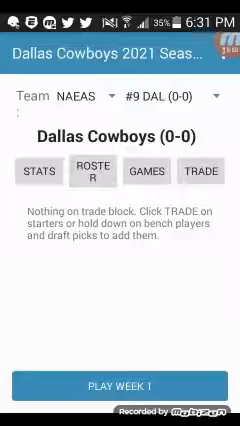 35% 6:31 PM
Dallas Cowboys 2021 Seas...
Team NAEAS #9 DAL (0-0)
:
Dallas Cowboys (0-0)
STATS ROSTE
R GAMES TRADE
Nothing on trade block. Click TRADE on
starters or hold down on bench players
and draft picks to add them.
PLAY WEEK 1
Recorded by mobizen